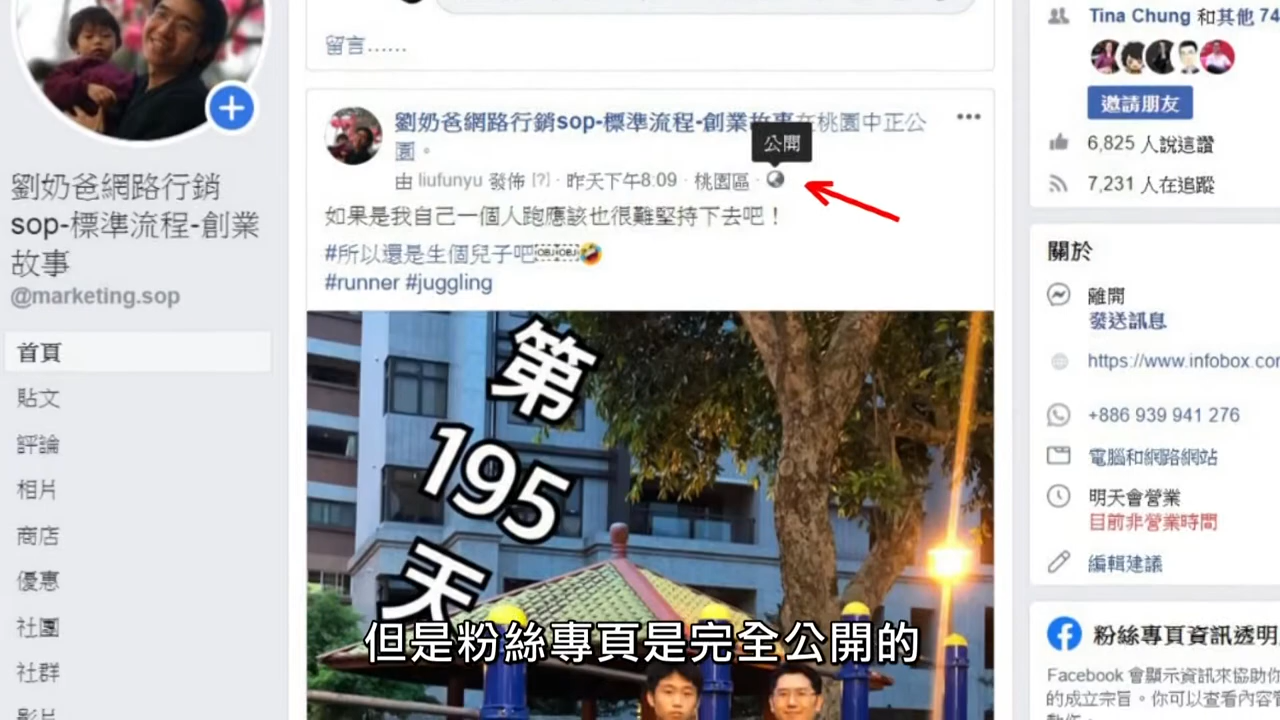 劉奶爸網路行銷
sop-標準流程-創業
故事
@marketing.sop
首頁
貼文
評論
相片
商店
優惠
社團
社群
影片
留言......
劉奶爸網路行銷sop-標準流程-創業故事在桃園中正公
園。
公開
由 liufunyu 發佈 [?] · 昨天下午8:09 · 桃園區 ·
如果是我自己一個人跑應該也很難堅持下去吧！
#所以還是生個兒子吧
#runner #juggling
第
195
天
但是粉絲專頁是完全公開的
Tina Chung 和其他 74
邀請朋友
6,825 人說這讚
7,231 人在追蹤
關於
離開
發送訊息
https://www.infobox.co
+886 939 941 276
電腦和網路網站
明天會營業
目前非營業時間
編輯建議
粉絲專頁資訊透明
Facebook 會顯示資訊來協助你
的成立宗旨。你可以查看內容管